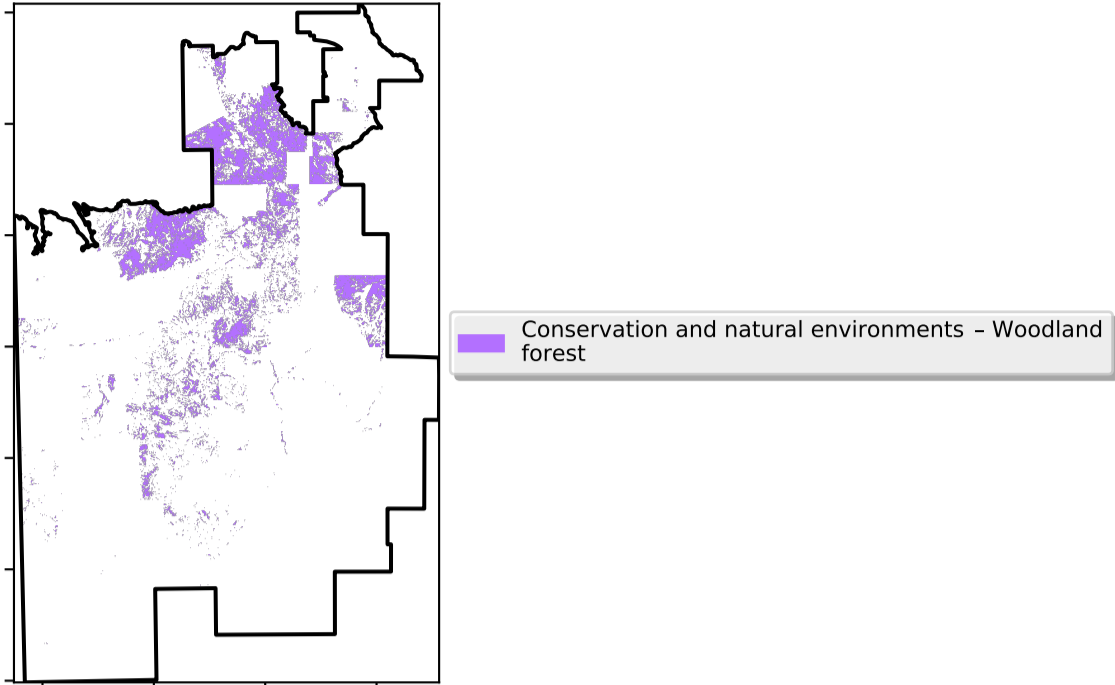 Conservation and natural environments – Woodland
forest